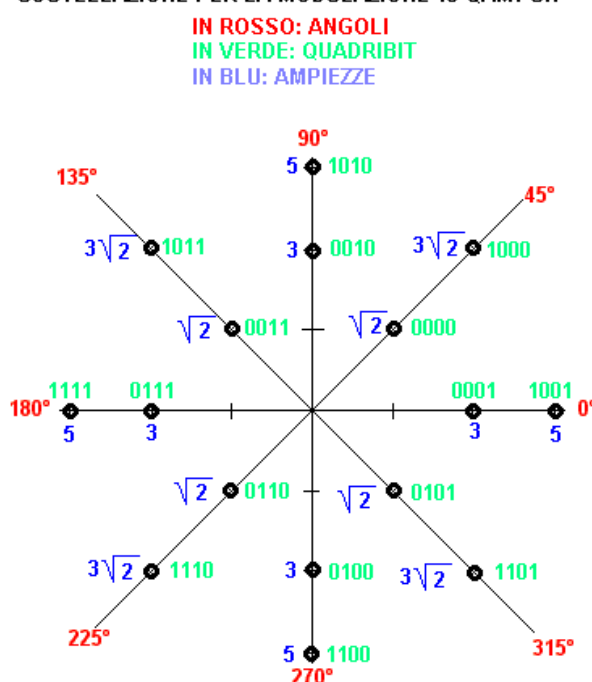 IN ROSSO: ANGOLI
IN VERDE: QUADRIBIT
IN BLU: AMPIEZZE
90°
5 1010
135° 45°
3√2 1011 3 0010 3√2 1000
√2 0011 √2 0000
1111 0111 0001 1001
180° 0°
5 3 3 5
√2 0110 √2 0101
3√2 1110 3 0100 3√2 1101
225° 315°
5 1100
270°